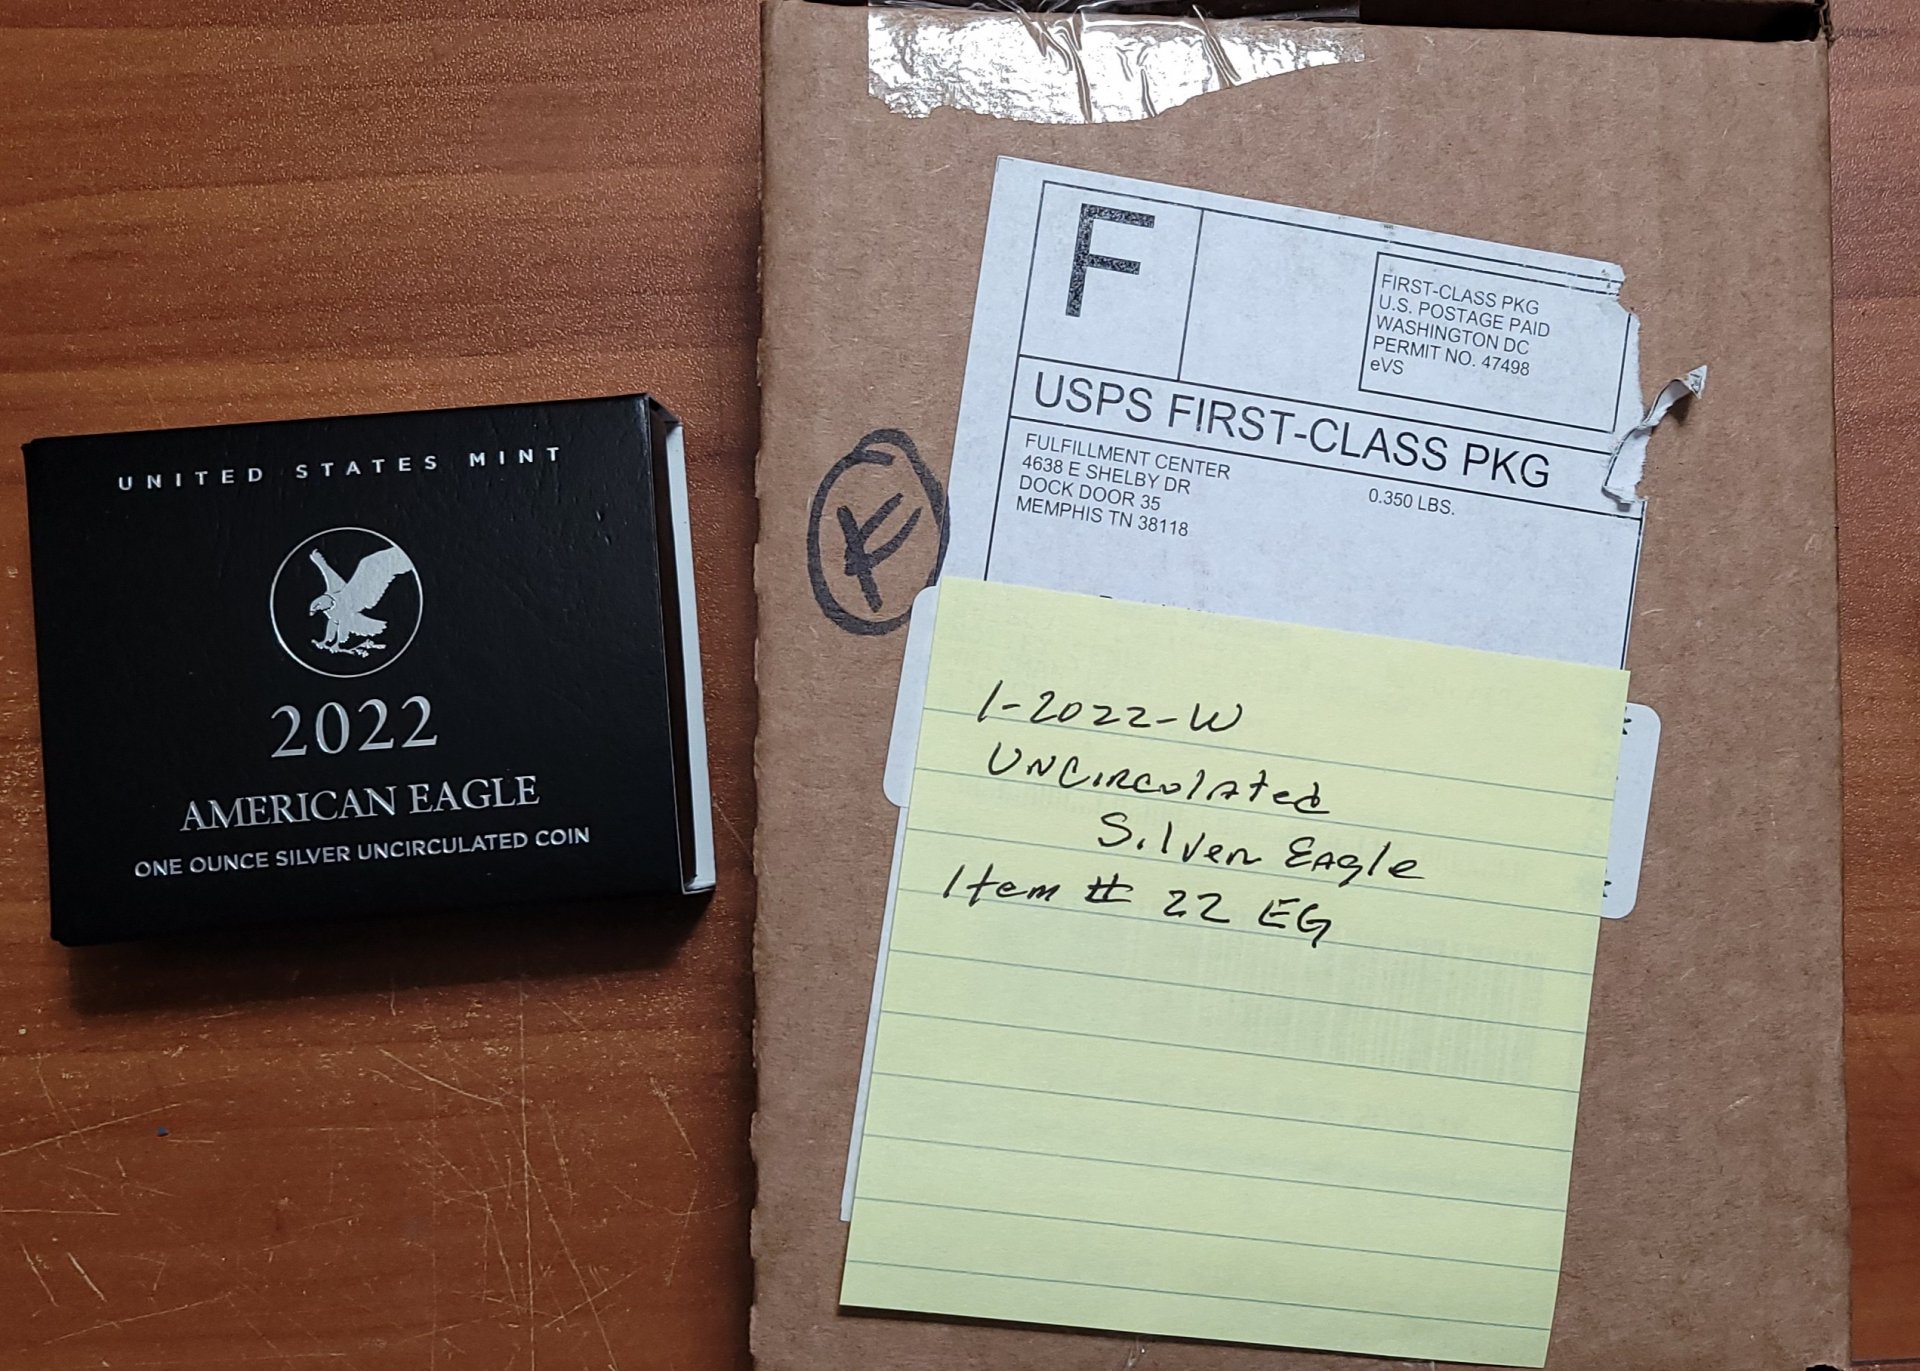 UNITED STATES MINT
2022
AMERICAN EAGLE
ONE OUNCE SILVER UNCIRCULATED COIN
F
FIRST-CLASS PKG
U.S. POSTAGE PAID
WASHINGTON DC
PERMIT NO. 47498
eVS
USPS FIRST-CLASS PKG
FULFILLMENT CENTER
4638 E SHELBY DR
DOCK DOOR 35
MEMPHIS TN 38118
0.350 LBS.
F
1-2022-W
UNCIRCulAted
Silver EAgle
Item # 22 EG